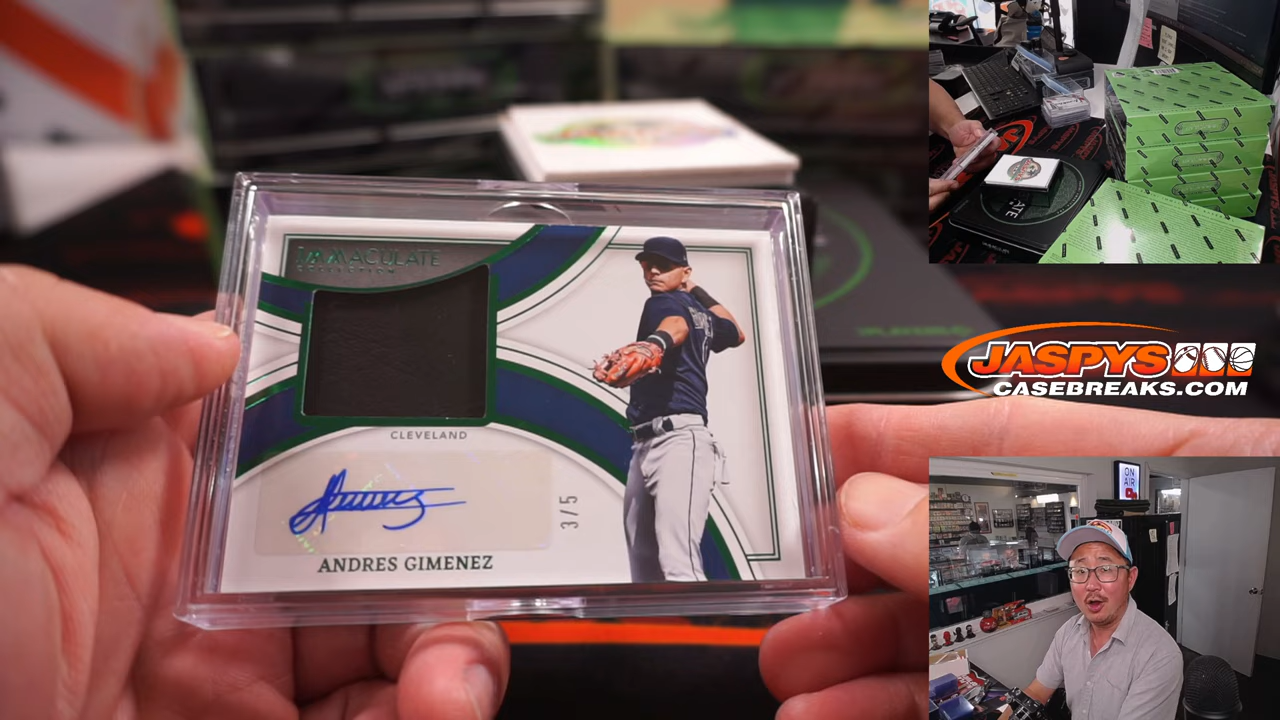 IMMACULATE
COLLECTION
CLEVELAND
3/5
ANDRES GIMENEZ
JASPYS
CASEBREAKS.COM
ON
AIR